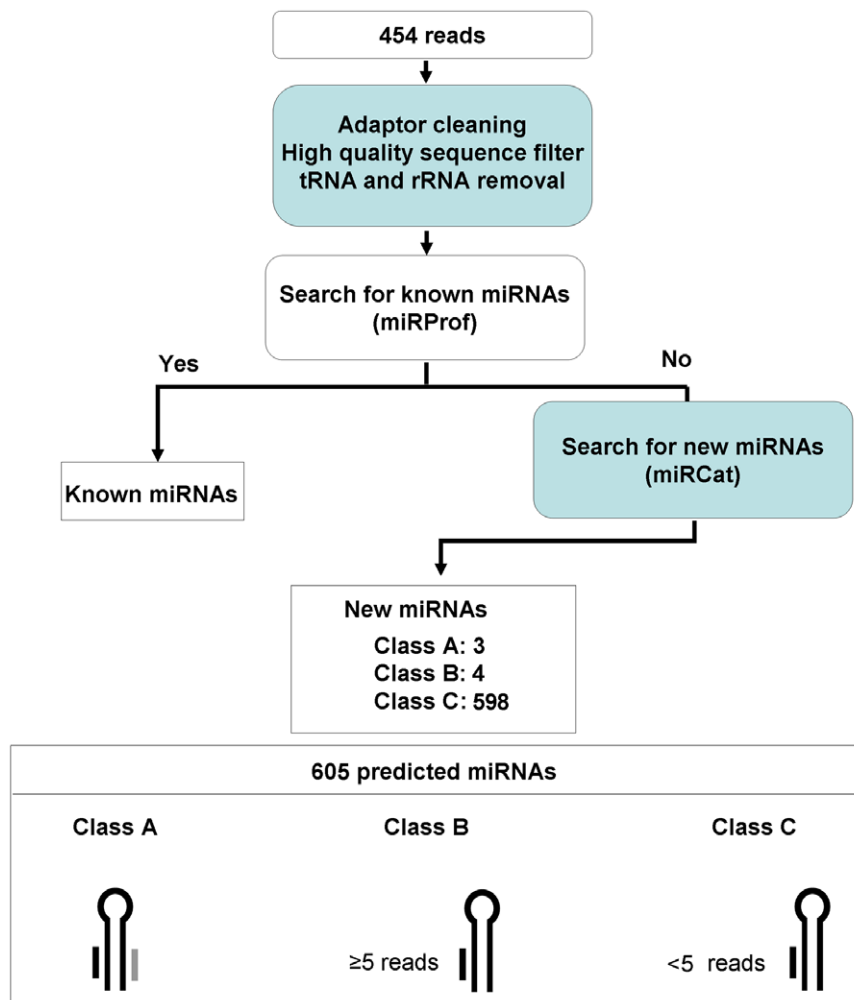 454 reads
Adaptor cleaning
High quality sequence filter
tRNA and rRNA removal
Search for known miRNAs
(miRProf)
Yes
No
Search for new miRNAs
(miRCat)
Known miRNAs
New miRNAs
Class A: 3
Class B: 4
Class C: 598
605 predicted miRNAs
Class A
Class B
Class C
≥5 reads
<5 reads